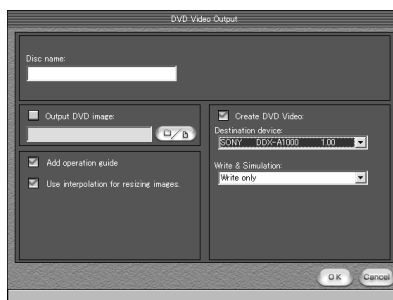 DVD Video Output
Disc name:
Output DVD image:
Add operation guide
Use interpolation for resizing images.
Create DVD Video:
Destination device:
SONY DDX-A1000 1.00
Write & Simulation:
Write only
OK
Cancel